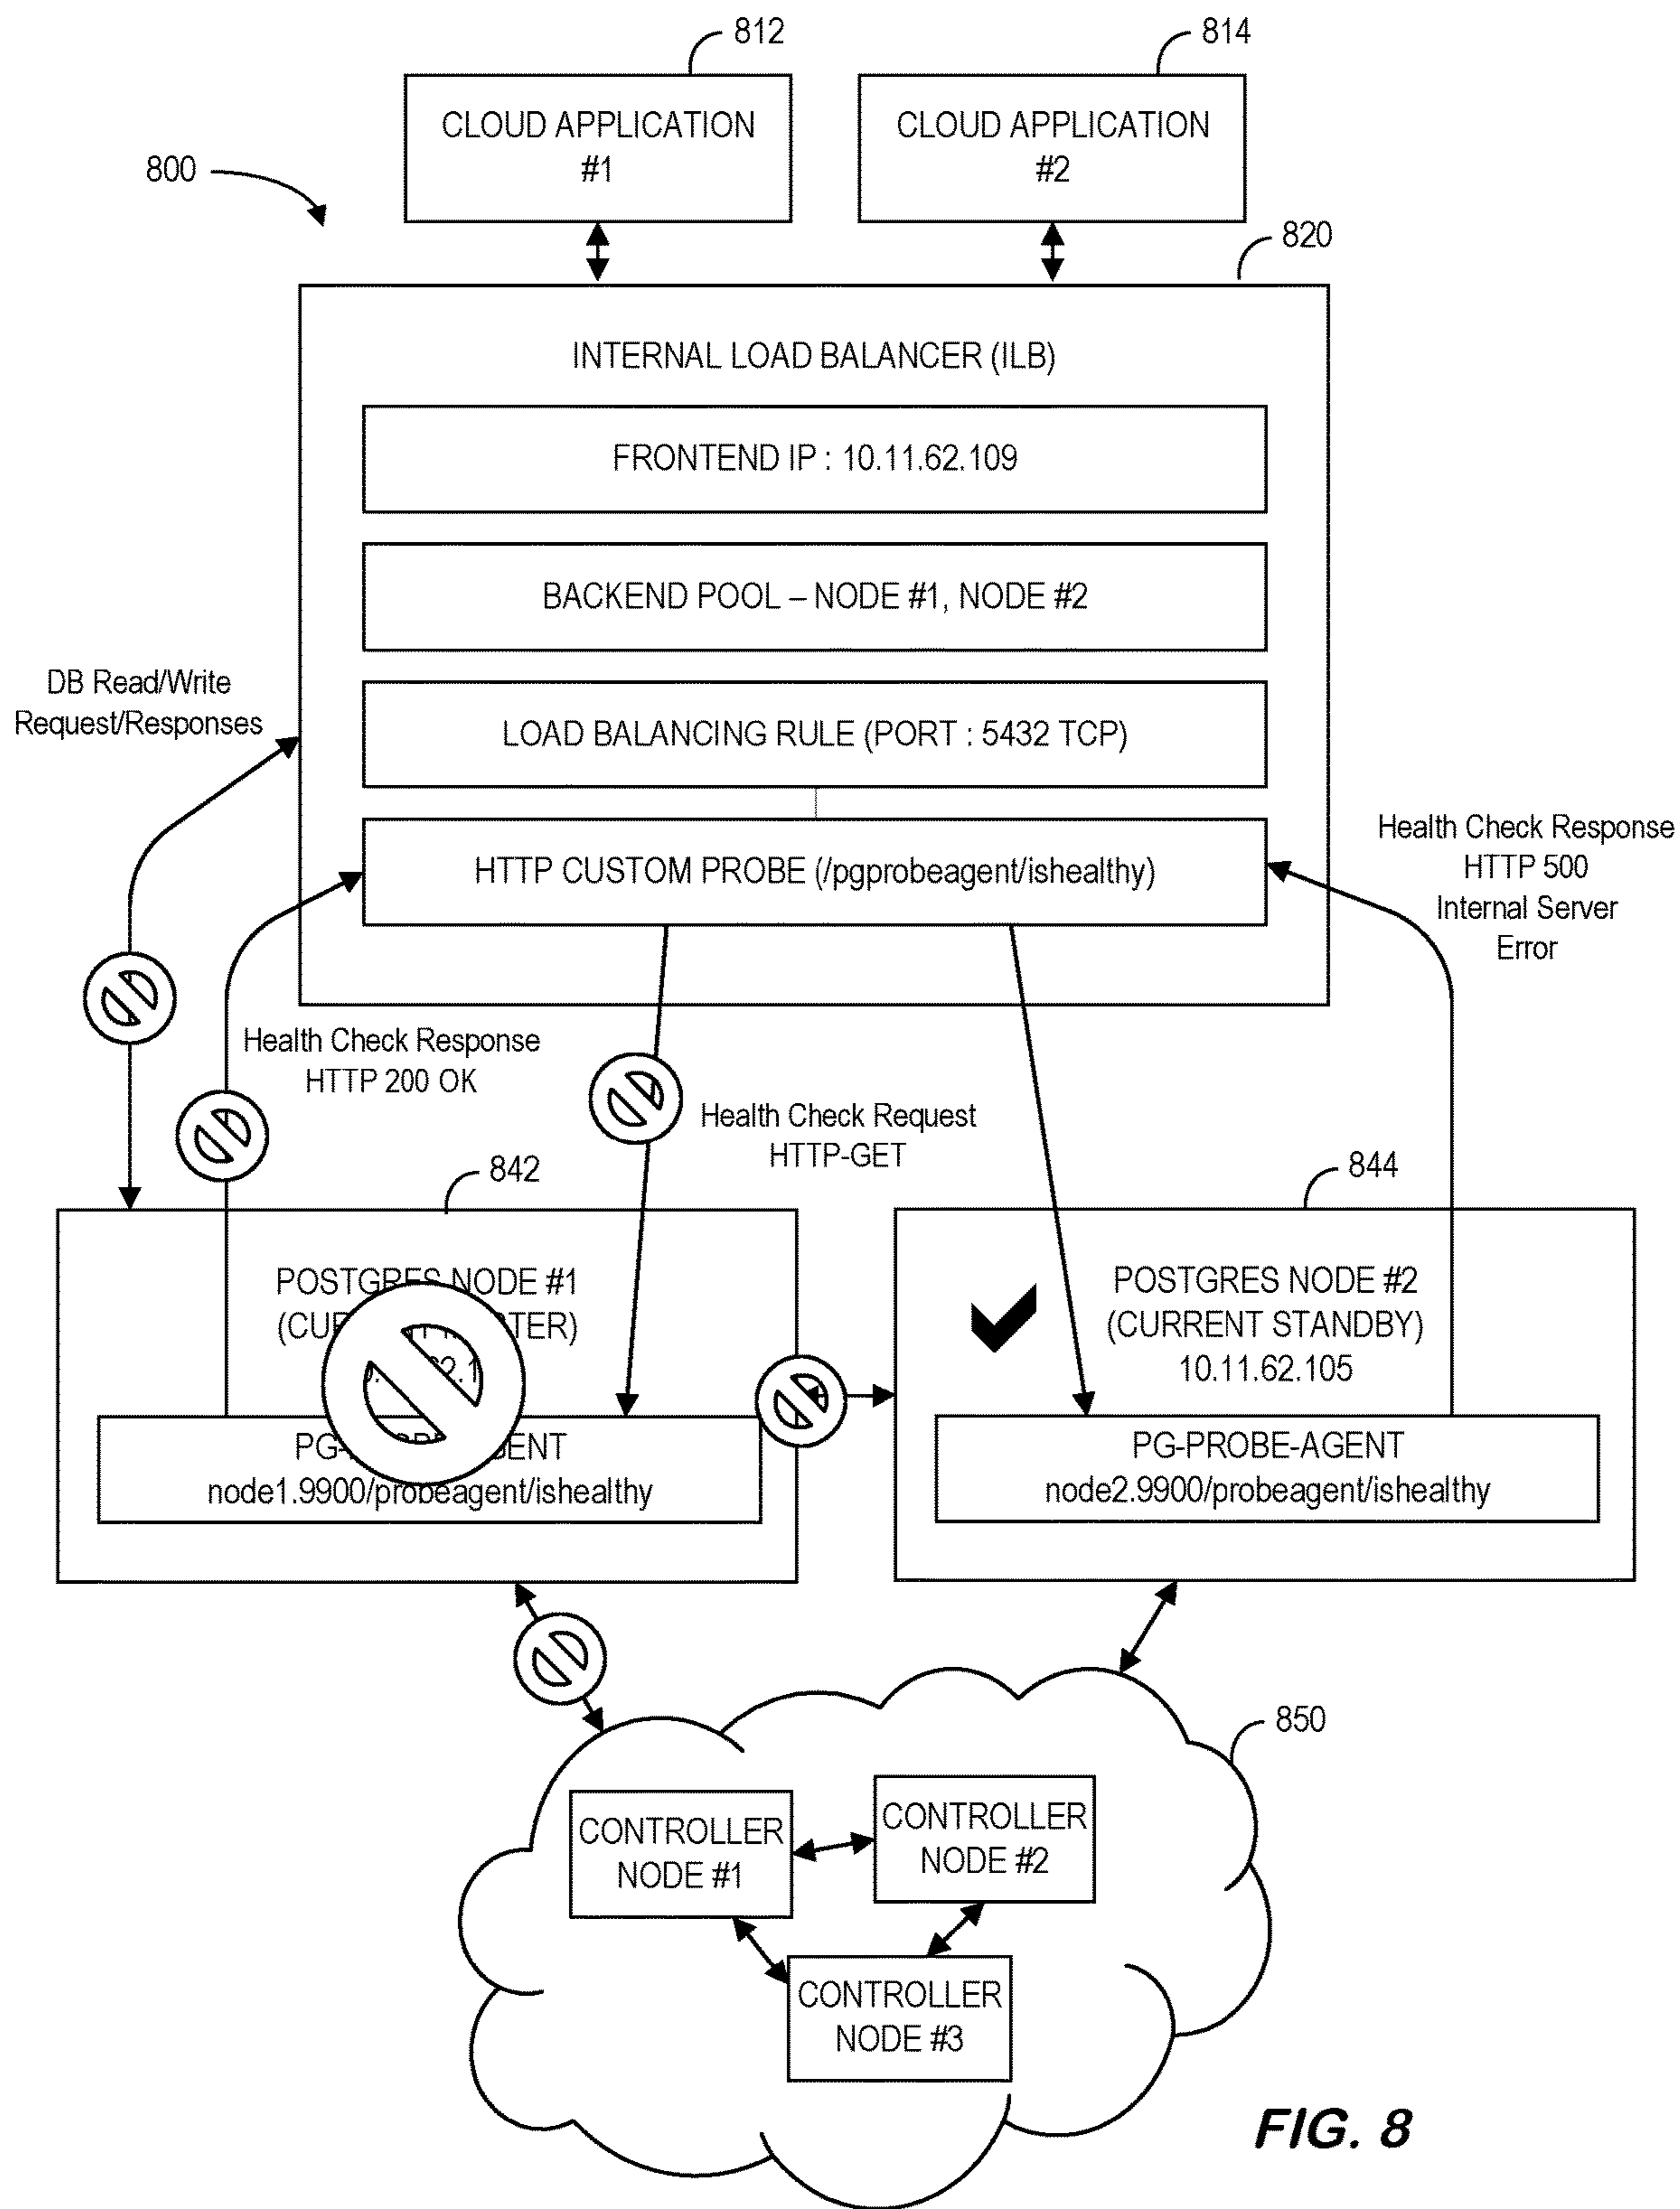 812
814
CLOUD APPLICATION
#1
CLOUD APPLICATION
#2
800
820
INTERNAL LOAD BALANCER (ILB)
FRONTEND IP : 10.11.62.109
BACKEND POOL – NODE #1, NODE #2
DB Read/Write
Request/Responses
LOAD BALANCING RULE (PORT : 5432 TCP)
HTTP CUSTOM PROBE (/pgprobeagent/ishealthy)
Health Check Response
HTTP 500
Internal Server
Error
Health Check Response
HTTP 200 OK
Health Check Request
HTTP-GET
842
844
POSTGRES NODE #1
POSTGRES NODE #2
(CURRENT STANDBY)
10.11.62.105
node1.9900/probeagent/ishealthy
PG-PROBE-AGENT
node2.9900/probeagent/ishealthy
850
CONTROLLER
NODE #1
CONTROLLER
NODE #2
CONTROLLER
NODE #3
FIG. 8